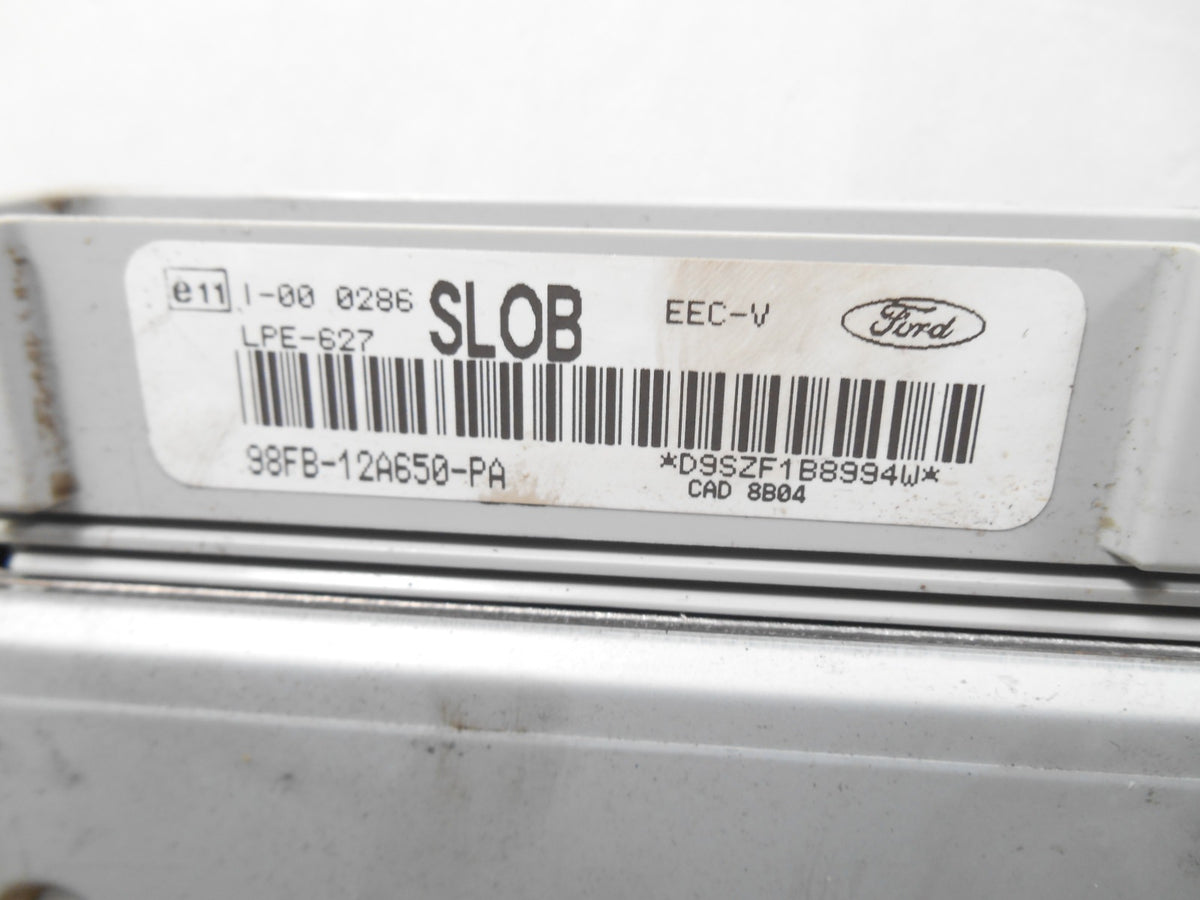 e11 I-00 0286 SLOB EEC-V Ford
LPE-627
98FB-12A650-PA *D9SZF1B8994W*
CAD 8B04